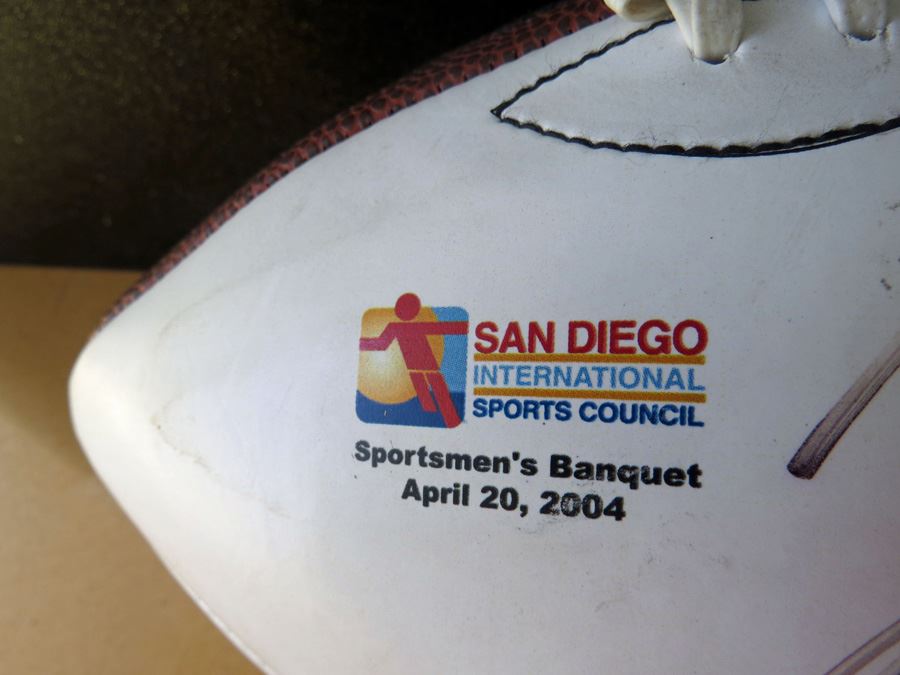 SAN DIEGO
INTERNATIONAL
SPORTS COUNCIL
Sportsmen's Banquet
April 20, 2004